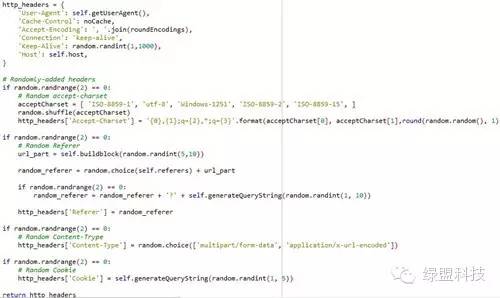 http_headers = {
'User-Agent': self.getUserAgent(),
'Cache-Control': noCache,
'Accept-Encoding': ', '.join(roundEncodings),
'Connection': 'keep-alive',
'Keep-Alive': random.randint(1,1000),
'Host': self.host,
}
# Randomly-added headers
if random.randrange(2) == 0:
# Random accept-charset
acceptCharset = [ 'ISO-8859-1', 'utf-8', 'Windows-1251', 'ISO-8859-2', 'ISO-8859-15', ]
random.shuffle(acceptCharset)
http_headers['Accept-Charset'] = '{0},{1};q={2},*;q={3}'.format(acceptCharset[0], acceptCharset[1],round(random.random(), 1)
if random.randrange(2) == 0:
# Random Referer
url_part = self.buildblock(random.randint(5,10))
random_referer = random.choice(self.referers) + url_part
if random.randrange(2) == 0:
random_referer = random_referer + '?' + self.generateQueryString(random.randint(1, 10))
http_headers['Referer'] = random_referer
if random.randrange(2) == 0:
# Random Content-Trype
http_headers['Content-Type'] = random.choice(['multipart/form-data', 'application/x-url-encoded'])
if random.randrange(2) == 0:
# Random Cookie
http_headers['Cookie'] = self.generateQueryString(random.randint(1, 5))
return http_headers
绿盟科技